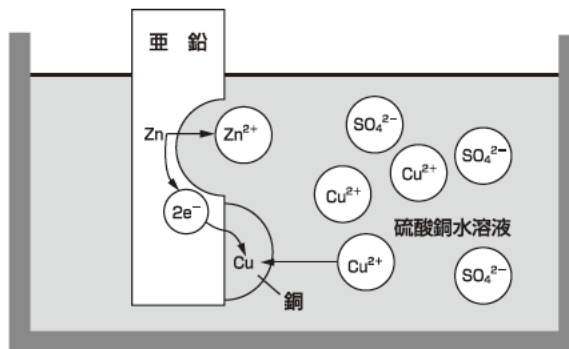 亜 鉛
Zn
Zn²⁺
2e⁻
Cu
銅
SO₄²⁻
SO₄²⁻
Cu²⁺
Cu²⁺
硫酸銅水溶液
Cu²⁺
SO₄²⁻